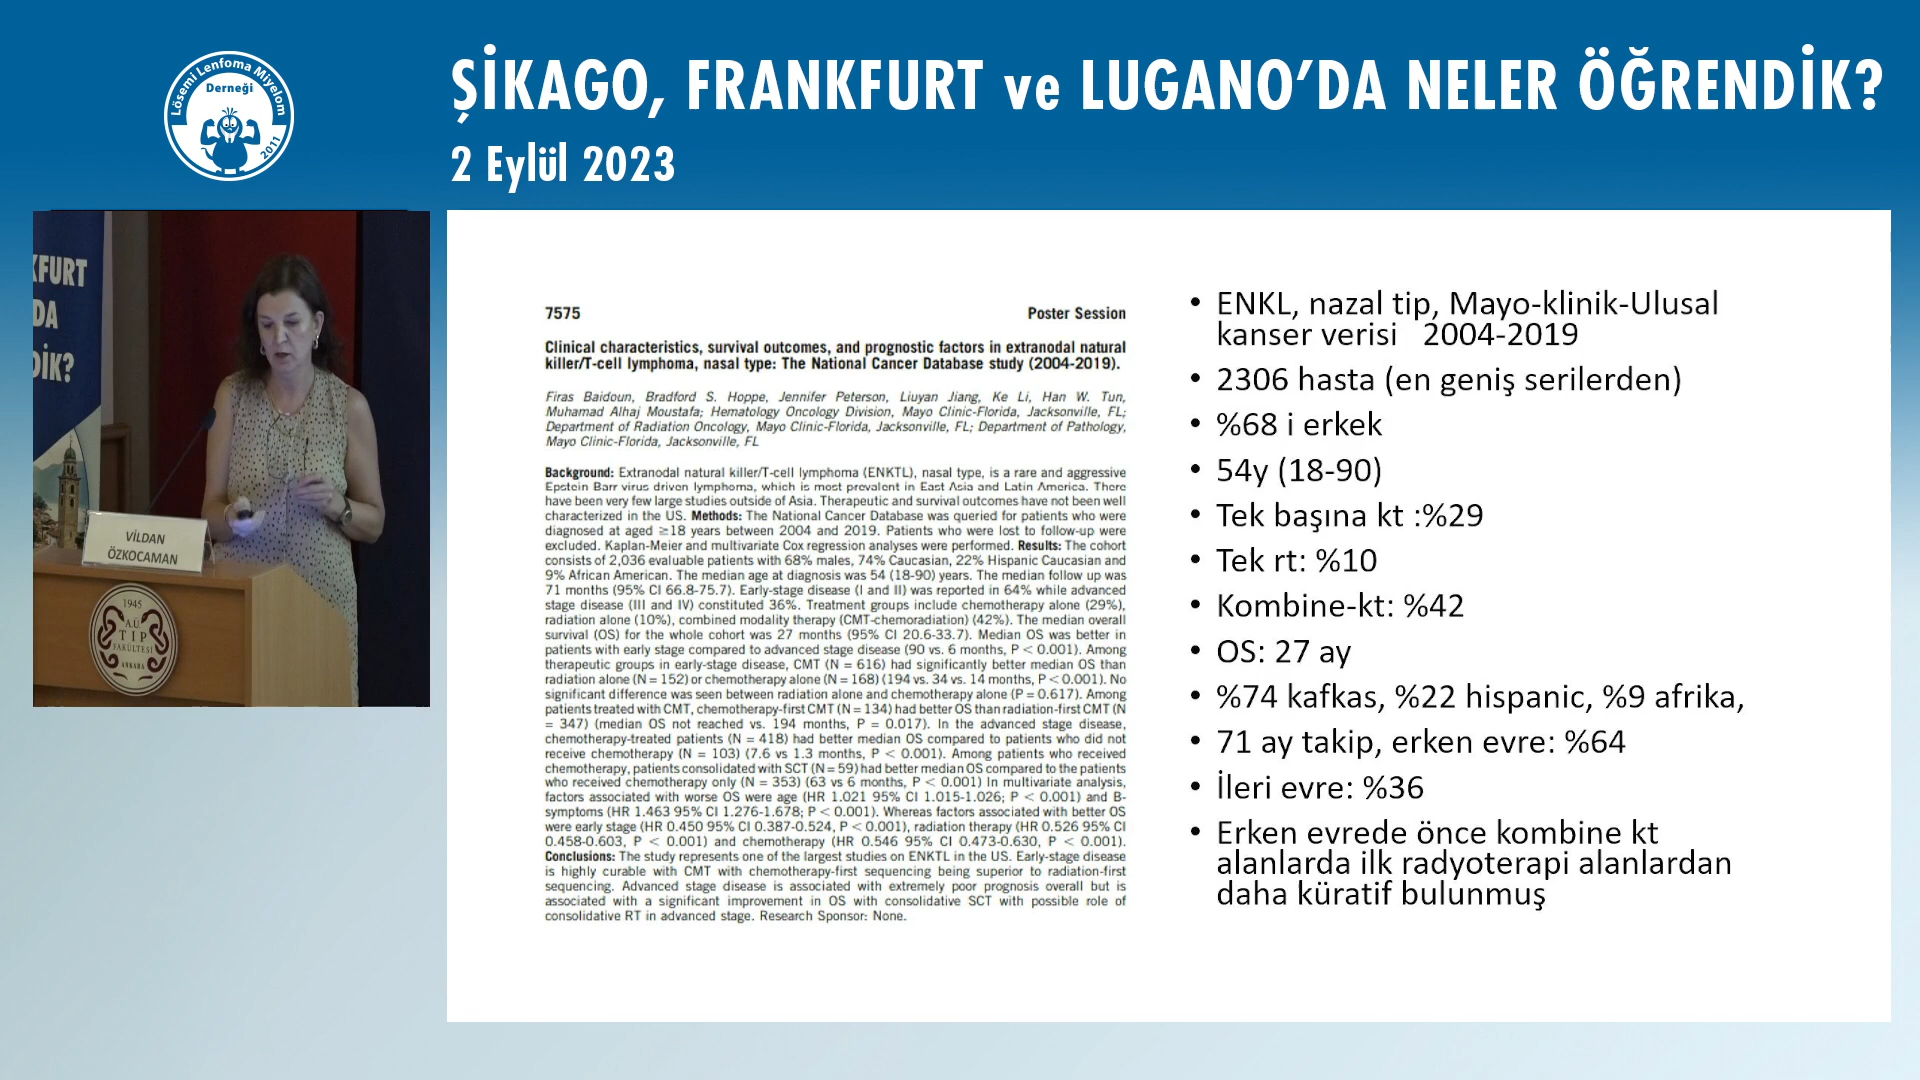 Lösemi Lenfoma Miyelom
Derneği
2011
ŞİKAGO, FRANKFURT ve LUGANO’DA NELER ÖĞRENDİK?
2 Eylül 2023
KFURT
DA
DİK?
VİLDAN
ÖZKOCAMAN
1945
A.Ü.
TIP
FAKÜLTESİ
ANKARA
7575 Poster Session
Clinical characteristics, survival outcomes, and prognostic factors in extranodal natural
killer/T-cell lymphoma, nasal type: The National Cancer Database study (2004-2019).
Firas Baidoun, Bradford S. Hoppe, Jennifer Peterson, Liuyan Jiang, Ke Li, Han W. Tun,
Muhamad Alhaj Moustafa; Hematology Oncology Division, Mayo Clinic-Florida, Jacksonville, FL;
Department of Radiation Oncology, Mayo Clinic-Florida, Jacksonville, FL; Department of Pathology,
Mayo Clinic-Florida, Jacksonville, FL
Background: Extranodal natural killer/T-cell lymphoma (ENKTL), nasal type, is a rare and aggressive
Epstein Barr virus driven lymphoma, which is most prevalent in East Asia and Latin America. There
have been very few large studies outside of Asia. Therapeutic and survival outcomes have not been well
characterized in the US. Methods: The National Cancer Database was queried for patients who were
diagnosed at aged ≥18 years between 2004 and 2019. Patients who were lost to follow-up were
excluded. Kaplan-Meier and multivariate Cox regression analyses were performed. Results: The cohort
consists of 2,036 evaluable patients with 68% males, 74% Caucasian, 22% Hispanic Caucasian and
9% African American. The median age at diagnosis was 54 (18-90) years. The median follow up was
71 months (95% CI 66.8-75.7). Early-stage disease (I and II) was reported in 64% while advanced
stage disease (III and IV) constituted 36%. Treatment groups include chemotherapy alone (29%),
radiation alone (10%), combined modality therapy (CMT-chemoradiation) (42%). The median overall
survival (OS) for the whole cohort was 27 months (95% CI 20.6-33.7). Median OS was better in
patients with early stage compared to advanced stage disease (90 vs. 6 months, P < 0.001). Among
therapeutic groups in early-stage disease, CMT (N = 616) had significantly better median OS than
radiation alone (N = 152) or chemotherapy alone (N = 168) (194 vs. 34 vs. 14 months, P < 0.001). No
significant difference was seen between radiation alone and chemotherapy alone (P = 0.617). Among
patients treated with CMT, chemotherapy-first CMT (N = 134) had better OS than radiation-first CMT (N
= 347) (median OS not reached vs. 194 months, P = 0.017). In the advanced stage disease,
chemotherapy-treated patients (N = 418) had better median OS compared to patients who did not
receive chemotherapy (N = 103) (7.6 vs 1.3 months, P < 0.001). Among patients who received
chemotherapy, patients consolidated with SCT (N = 59) had better median OS compared to the patients
who received chemotherapy only (N = 353) (63 vs 6 months, P < 0.001) In multivariate analysis,
factors associated with worse OS were age (HR 1.021 95% CI 1.015-1.026; P < 0.001) and B-
symptoms (HR 1.463 95% CI 1.276-1.678; P < 0.001). Whereas factors associated with better OS
were early stage (HR 0.450 95% CI 0.387-0.524, P < 0.001), radiation therapy (HR 0.526 95% CI
0.458-0.603, P < 0.001) and chemotherapy (HR 0.546 95% CI 0.473-0.630, P < 0.001).
Conclusions: The study represents one of the largest studies on ENKTL in the US. Early-stage disease
is highly curable with CMT with chemotherapy-first sequencing being superior to radiation-first
sequencing. Advanced stage disease is associated with extremely poor prognosis overall but is
associated with a significant improvement in OS with consolidative SCT with possible role of
consolidative RT in advanced stage. Research Sponsor: None.
• ENKL, nazal tip, Mayo-klinik-Ulusal
kanser verisi 2004-2019
• 2306 hasta (en geniş serilerden)
• %68 i erkek
• 54y (18-90)
• Tek başına kt :%29
• Tek rt: %10
• Kombine-kt: %42
• OS: 27 ay
• %74 kafkas, %22 hispanic, %9 afrika,
• 71 ay takip, erken evre: %64
• İleri evre: %36
• Erken evrede önce kombine kt
alanlarda ilk radyoterapi alanlardan
daha küratif bulunmuş